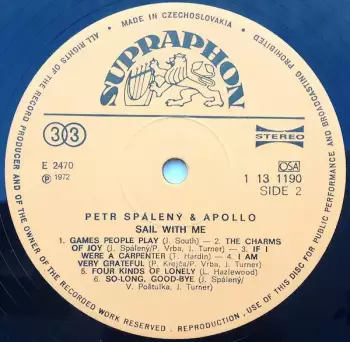 MADE IN CZECHOSLOVAKIA
ALL RIGHTS OF THE RECORD PRODUCER AND OF THE OWNER OF THE RECORDED WORK RESERVED . REPRODUCTION , USE OF THIS DISC FOR PUBLIC PERFORMANCE AND BROADCASTING PROHIBITED
SUPRAPHON
33
STEREO
E 2470
℗ 1972
OSA
1 13 1190
SIDE 2
PETR SPÁLENÝ & APOLLO
SAIL WITH ME
1. GAMES PEOPLE PLAY (J. South) – 2. THE CHARMS
OF JOY (J. Spálený/P. Vrba, J. Turner) – 3. IF I
WERE A CARPENTER (T. Hardin) – 4. I AM
VERY GRATEFUL (P. Krejča/P. Vrba, J. Turner)
5. FOUR KINDS OF LONELY (L. Hazlewood)
6. SO-LONG, GOOD-BYE (J. Spálený/
V. Poštulka, J. Turner)